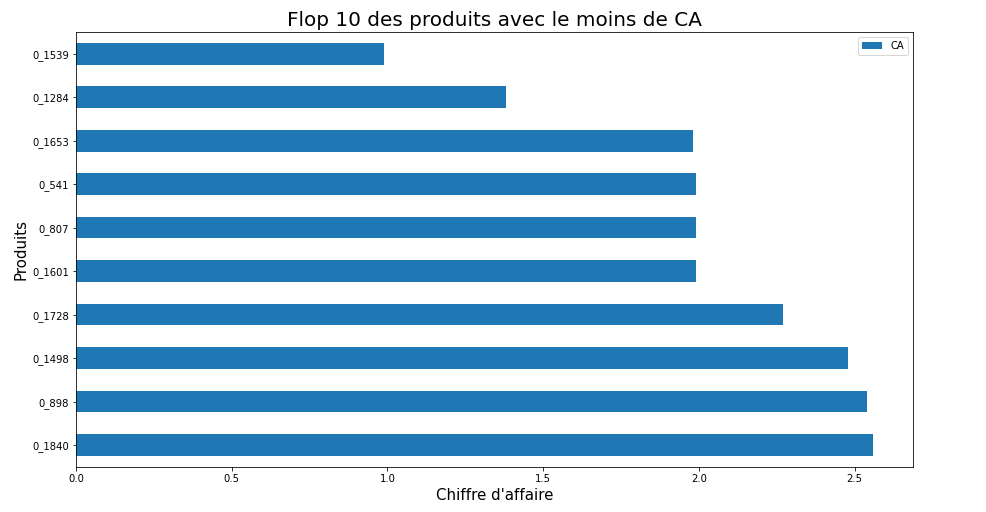 Flop 10 des produits avec le moins de CA
CA
Produits
0_1539
0_1284
0_1653
0_541
0_807
0_1601
0_1728
0_1498
0_898
0_1840
0.0 0.5 1.0 1.5 2.0 2.5
Chiffre d'affaire